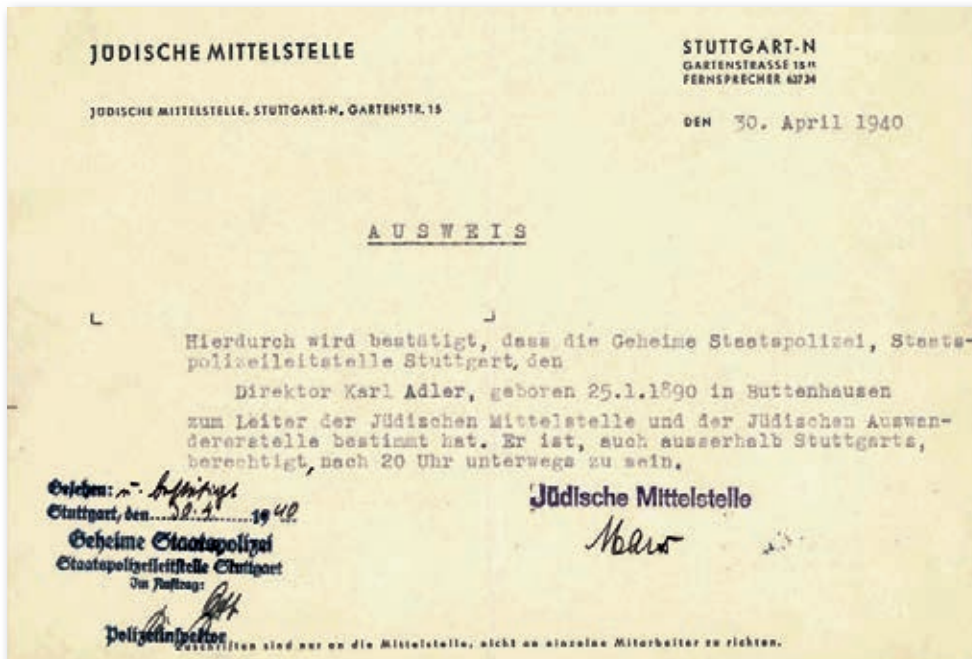 JÜDISCHE MITTELSTELLE
JÜDISCHE MITTELSTELLE, STUTTGART-N, GARTENSTR. 15
STUTTGART-N
GARTENSTRASSE 15 II
FERNSPRECHER 62734
DEN 30. April 1940
AUSWEIS
Hierdurch wird bestätigt, dass die Geheime Staatspolizei, Staats-
polizeileitstelle Stuttgart, den
Direktor Karl Adler, geboren 25.1.1890 in Buttenhausen
zum Leiter der Jüdischen Mittelstelle und der Jüdischen Auswan-
dererstelle bestimmt hat. Er ist, auch ausserhalb Stuttgarts,
berechtigt, nach 20 Uhr unterwegs zu sein.
Gesehen: u. bestätigt
Stuttgart, den 30.4. 1940
Geheime Staatspolizei
Staatspolizeileitstelle Stuttgart
Im Auftrag:
Polizeiinspektor
Jüdische Mittelstelle
Zuschriften sind nur an die Mittelstelle, nicht an einzelne Mitarbeiter zu richten.